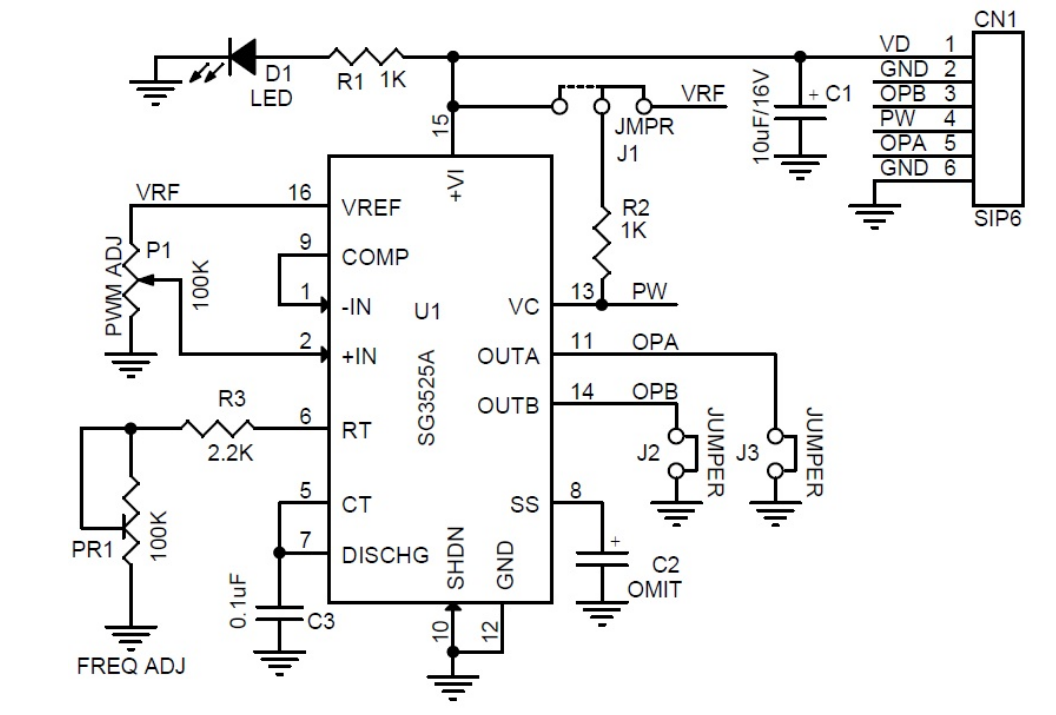 CN1
VD 1
GND 2
OPB 3
PW 4
OPA 5
GND 6
SIP6
D1
LED
R1 1K
15
JMPR
J1
VRF
10uF/16V
+ C1
+VI
VRF
16
VREF
P1
PWM ADJ
100K
9
COMP
1
-IN
2
+IN
U1
SG3525A
R2
1K
VC
13 PW
OUTA
11 OPA
OUTB
14 OPB
J2
JUMPER
J3
JUMPER
R3
2.2K
6
RT
PR1
100K
FREQ ADJ
5
CT
7
DISCHG
0.1uF
C3
SHDN
GND
10
12
SS
8
+
C2
OMIT